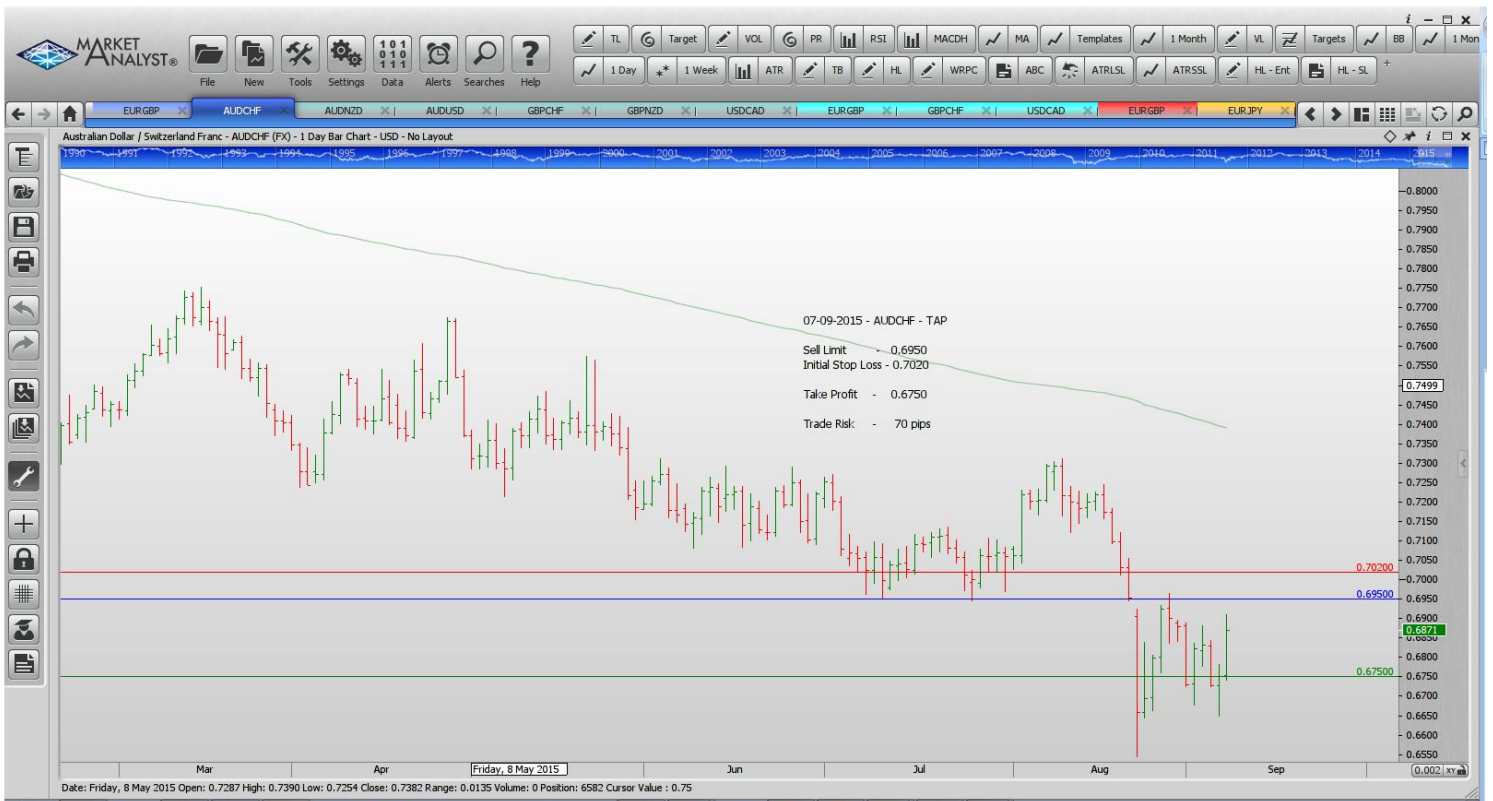 MARKET ANALYST®
File New Tools Settings Data Alerts Searches Help
101
010
111
TL Target VOL PR RSI MACDH MA Templates 1 Month VL Targets BB 1 Mon
1 Day 1 Week ATR TB HL WRPC ABC ATRLSL ATRSSL HL - Ent HL - SL +
EURGBP AUDCHF AUDNZD AUDUSD GBPCHF GBPNZD USDCAD EURGBP GBPCHF USDCAD EURGBP EURJPY
Australian Dollar / Switzerland Franc - AUDCHF (FX) - 1 Day Bar Chart - USD - No Layout
1990 1991 1992 1993 1994 1995 1996 1997 1998 1999 2000 2001 2002 2003 2004 2005 2006 2007 2008 2009 2010 2011 2012 2013 2014 2015
0.8000
0.7950
0.7900
0.7850
0.7800
0.7750
0.7700
0.7650
0.7600
0.7550
0.7499
0.7450
0.7400
0.7350
0.7300
0.7250
0.7200
0.7150
0.7100
0.7050
0.7000
0.6950
0.6900
0.6871
0.6850
0.6800
0.6750
0.6700
0.6650
0.6600
0.6550
07-09-2015 - AUDCHF - TAP
Sell Limit - 0.6950
Initial Stop Loss - 0.7020
Take Profit - 0.6750
Trade Risk - 70 pips
0.70200
0.69500
0.67500
Mar Apr Friday, 8 May 2015 Jun Jul Aug Sep
0.002 XY
Date: Friday, 8 May 2015 Open: 0.7287 High: 0.7390 Low: 0.7254 Close: 0.7382 Range: 0.0135 Volume: 0 Position: 6582 Cursor Value : 0.75